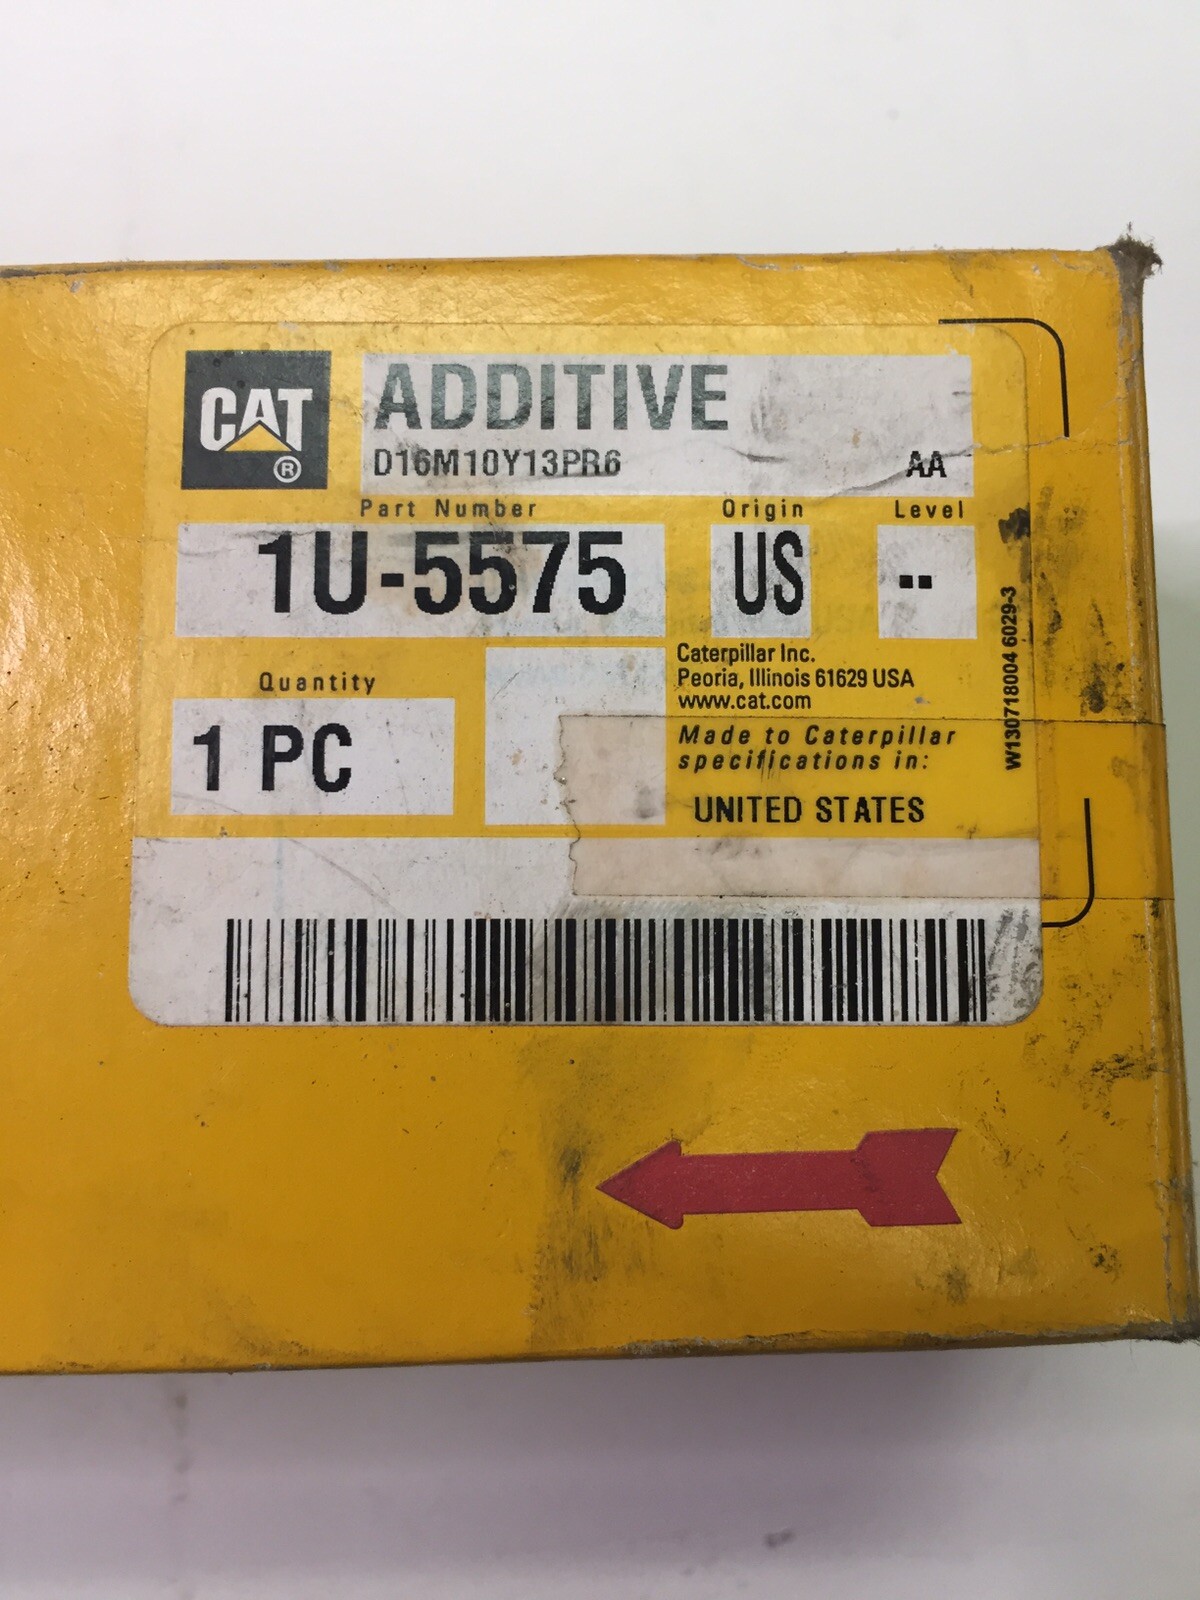 CAT
®
ADDITIVE
D16M10Y13PR6 AA
Part Number Origin Level
1U-5575 US --
Quantity
1 PC
Caterpillar Inc.
Peoria, Illinois 61629 USA
www.cat.com
Made to Caterpillar
specifications in:
UNITED STATES
W130718004 6029-3